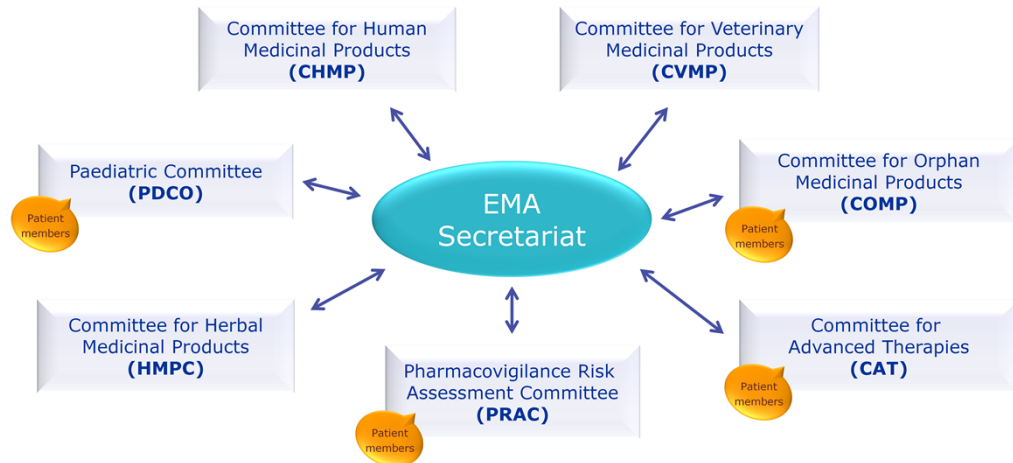 Committee for Human
Medicinal Products
(CHMP)
Committee for Veterinary
Medicinal Products
(CVMP)
Paediatric Committee
(PDCO)
Patient
members
EMA
Secretariat
Committee for Orphan
Medicinal Products
(COMP)
Patient
members
Committee for Herbal
Medicinal Products
(HMPC)
Pharmacovigilance Risk
Assessment Committee
(PRAC)
Patient
members
Committee for
Advanced Therapies
(CAT)
Patient
members